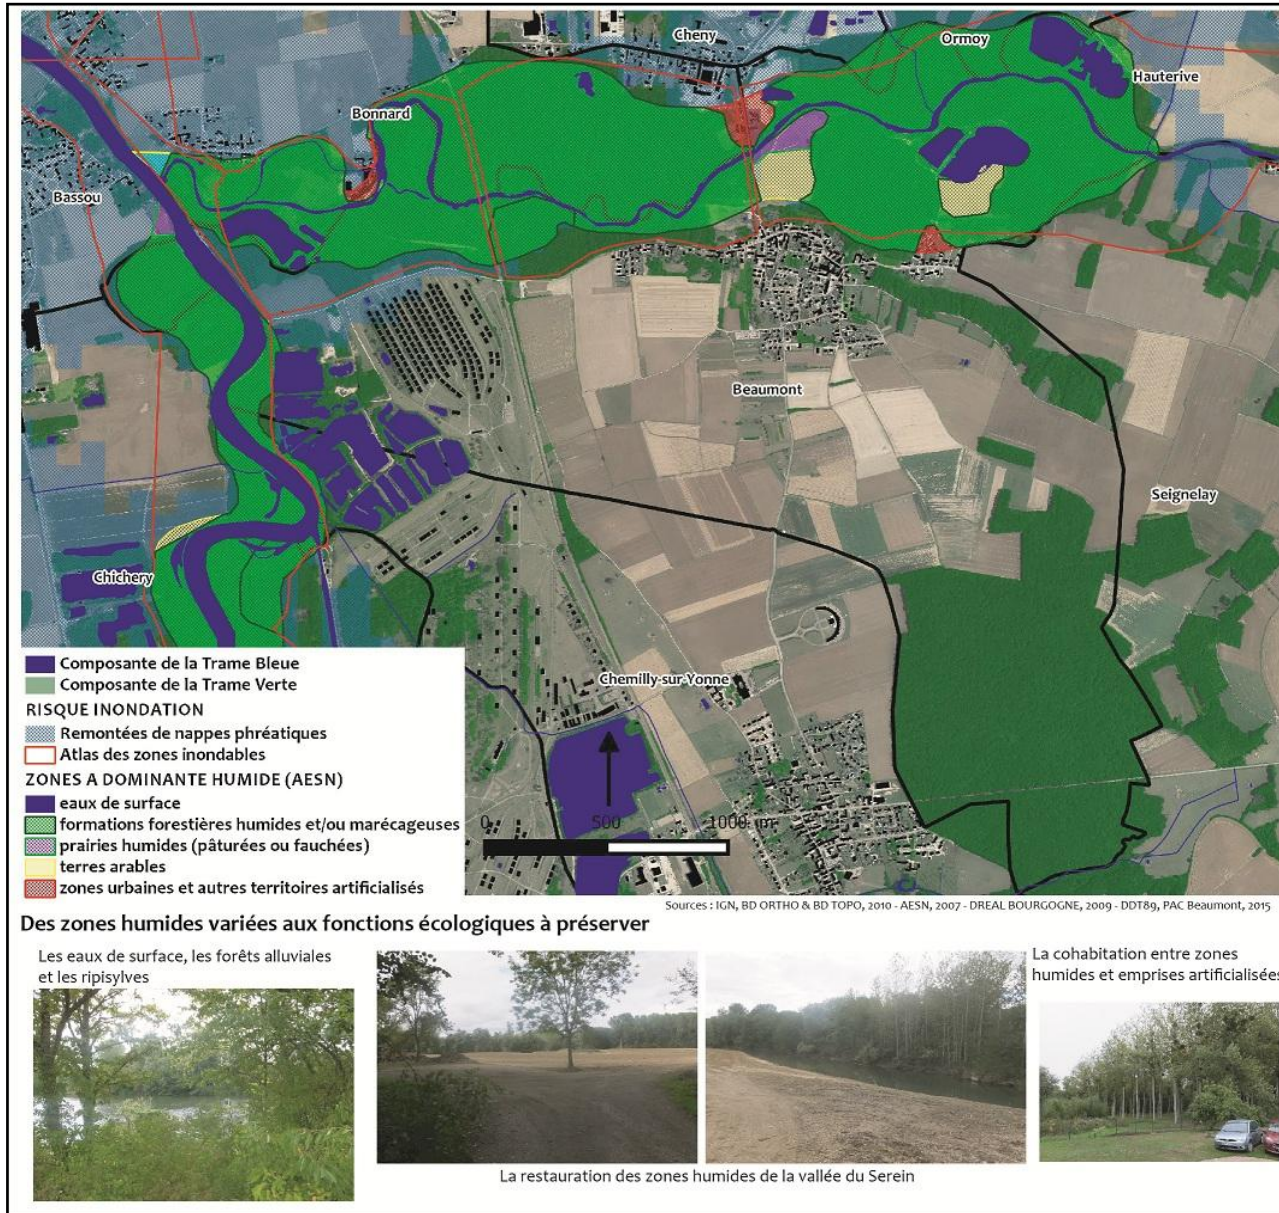 Cheny
Ormoy
Hauterive
Bonnard
Bassou
Beaumont
Seignelay
Chichery
Chemilly-sur-Yonne
Composante de la Trame Bleue
Composante de la Trame Verte
RISQUE INONDATION
Remontées de nappes phréatiques
Atlas des zones inondables
ZONES A DOMINANTE HUMIDE (AESN)
eaux de surface
formations forestières humides et/ou marécageuses
prairies humides (pâturées ou fauchées)
terres arables
zones urbaines et autres territoires artificialisés
0 500 1000 m
Sources : IGN, BD ORTHO & BD TOPO, 2010 - AESN, 2007 - DREAL BOURGOGNE, 2009 - DDT89, PAC Beaumont, 2015
Des zones humides variées aux fonctions écologiques à préserver
Les eaux de surface, les forêts alluviales
et les ripisylves
La cohabitation entre zones
humides et emprises artificialisées
La restauration des zones humides de la vallée du Serein